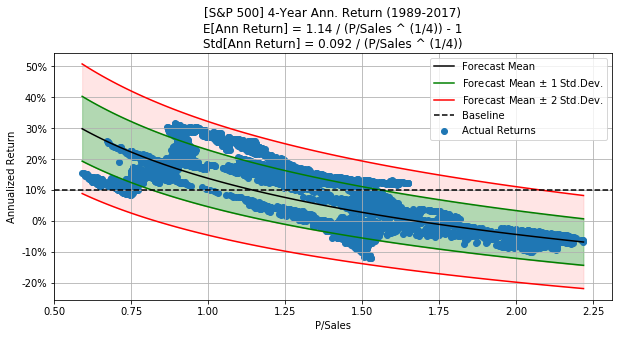 [S&P 500] 4-Year Ann. Return (1989-2017)
E[Ann Return] = 1.14 / (P/Sales ^ (1/4)) - 1
Std[Ann Return] = 0.092 / (P/Sales ^ (1/4))
Forecast Mean
Forecast Mean ± 1 Std.Dev.
Forecast Mean ± 2 Std.Dev.
Baseline
Actual Returns
Annualized Return
50%
40%
30%
20%
10%
0%
-10%
-20%
0.50
0.75
1.00
1.25
1.50
1.75
2.00
2.25
P/Sales